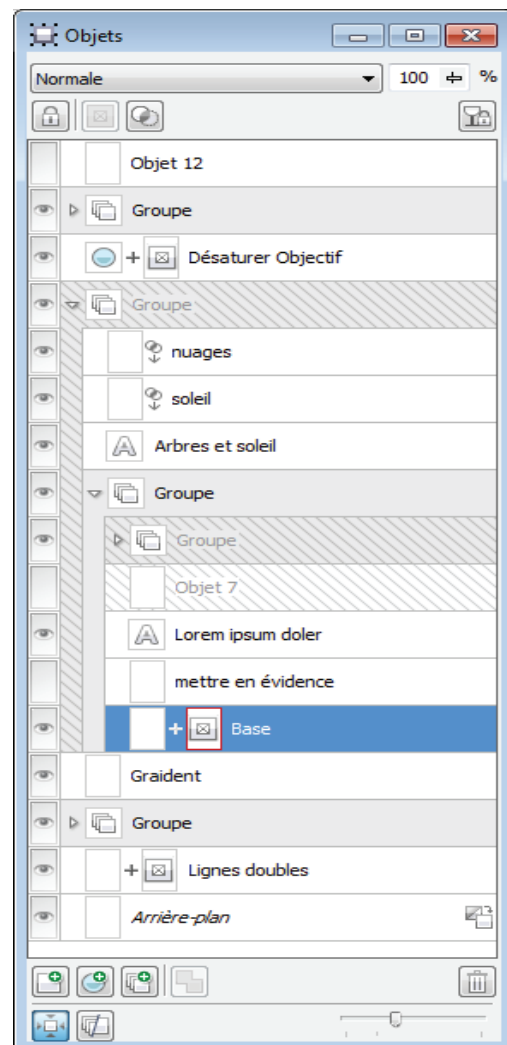 Objets
Normale 100 %
Objet 12
Groupe
Désaturer Objectif
Groupe
nuages
soleil
Arbres et soleil
Groupe
Groupe
Objet 7
Lorem ipsum doler
mettre en évidence
Base
Graident
Groupe
Lignes doubles
Arrière-plan